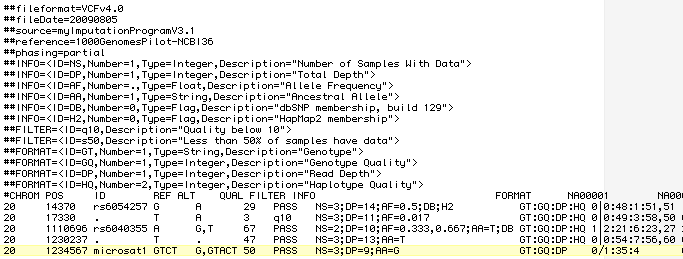 ##fileformat=VCFv4.0
##fileDate=20090805
##source=myImputationProgramV3.1
##reference=1000GenomesPilot-NCBI36
##phasing=partial
##INFO=<ID=NS,Number=1,Type=Integer,Description="Number of Samples With Data">
##INFO=<ID=DP,Number=1,Type=Integer,Description="Total Depth">
##INFO=<ID=AF,Number=.,Type=Float,Description="Allele Frequency">
##INFO=<ID=AA,Number=1,Type=String,Description="Ancestral Allele">
##INFO=<ID=DB,Number=0,Type=Flag,Description="dbSNP membership, build 129">
##INFO=<ID=H2,Number=0,Type=Flag,Description="HapMap2 membership">
##FILTER=<ID=q10,Description="Quality below 10">
##FILTER=<ID=s50,Description="Less than 50% of samples have data">
##FORMAT=<ID=GT,Number=1,Type=String,Description="Genotype">
##FORMAT=<ID=GQ,Number=1,Type=Integer,Description="Genotype Quality">
##FORMAT=<ID=DP,Number=1,Type=Integer,Description="Read Depth">
##FORMAT=<ID=HQ,Number=2,Type=Integer,Description="Haplotype Quality">
#CHROM POS ID REF ALT QUAL FILTER INFO FORMAT NA00001 NA00
20 14370 rs6054257 G A 29 PASS NS=3;DP=14;AF=0.5;DB;H2 GT:GQ:DP:HQ 0|0:48:1:51,51
20 17330 . T A 3 q10 NS=3;DP=11;AF=0.017 GT:GQ:DP:HQ 0|0:49:3:58,50
20 1110696 rs6040355 A G,T 67 PASS NS=2;DP=10;AF=0.333,0.667;AA=T;DB GT:GQ:DP:HQ 1|2:21:6:23,27
20 1230237 . T . 47 PASS NS=3;DP=13;AA=T GT:GQ:DP:HQ 0|0:54:7:56,60
20 1234567 microsat1 GTCT G,GTACT 50 PASS NS=3;DP=9;AA=G GT:GQ:DP 0/1:35:4